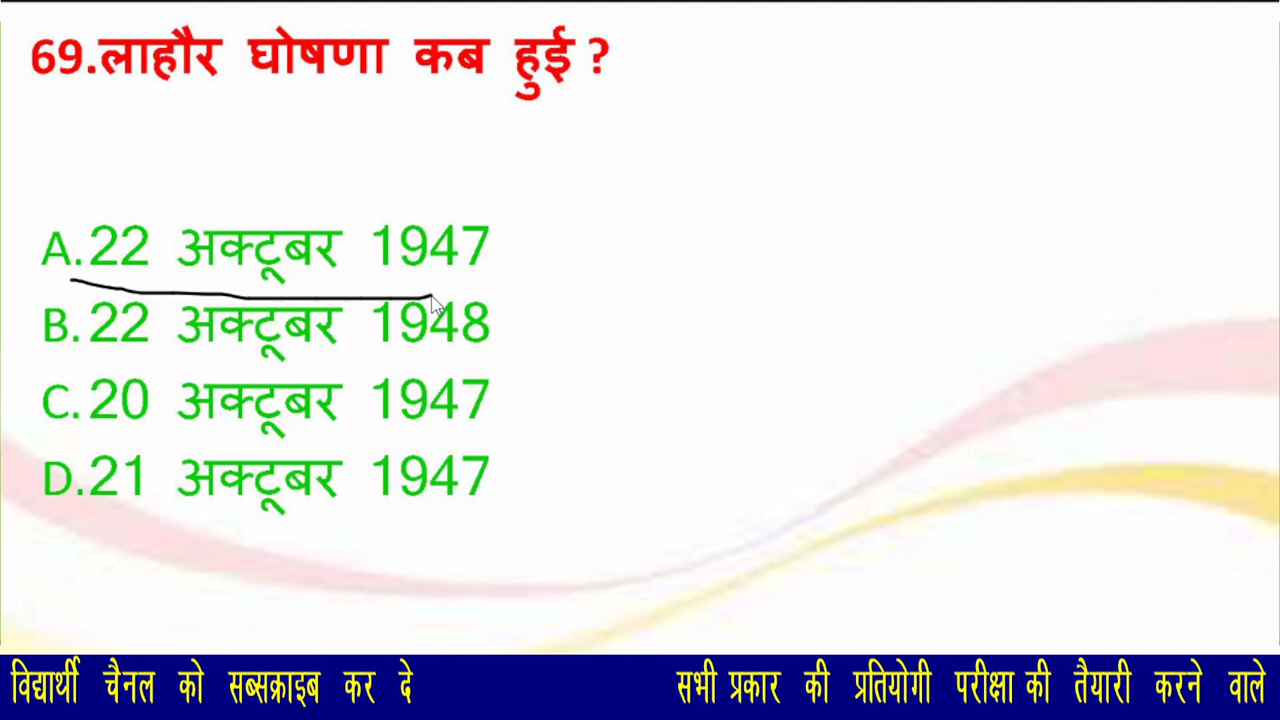 69.लाहौर घोषणा कब हुई ?
A.22 अक्टूबर 1947
B.22 अक्टूबर 1948
C.20 अक्टूबर 1947
D.21 अक्टूबर 1947
विद्यार्थी चैनल को सब्सक्राइब कर दे सभी प्रकार की प्रतियोगी परीक्षा की तैयारी करने वाले